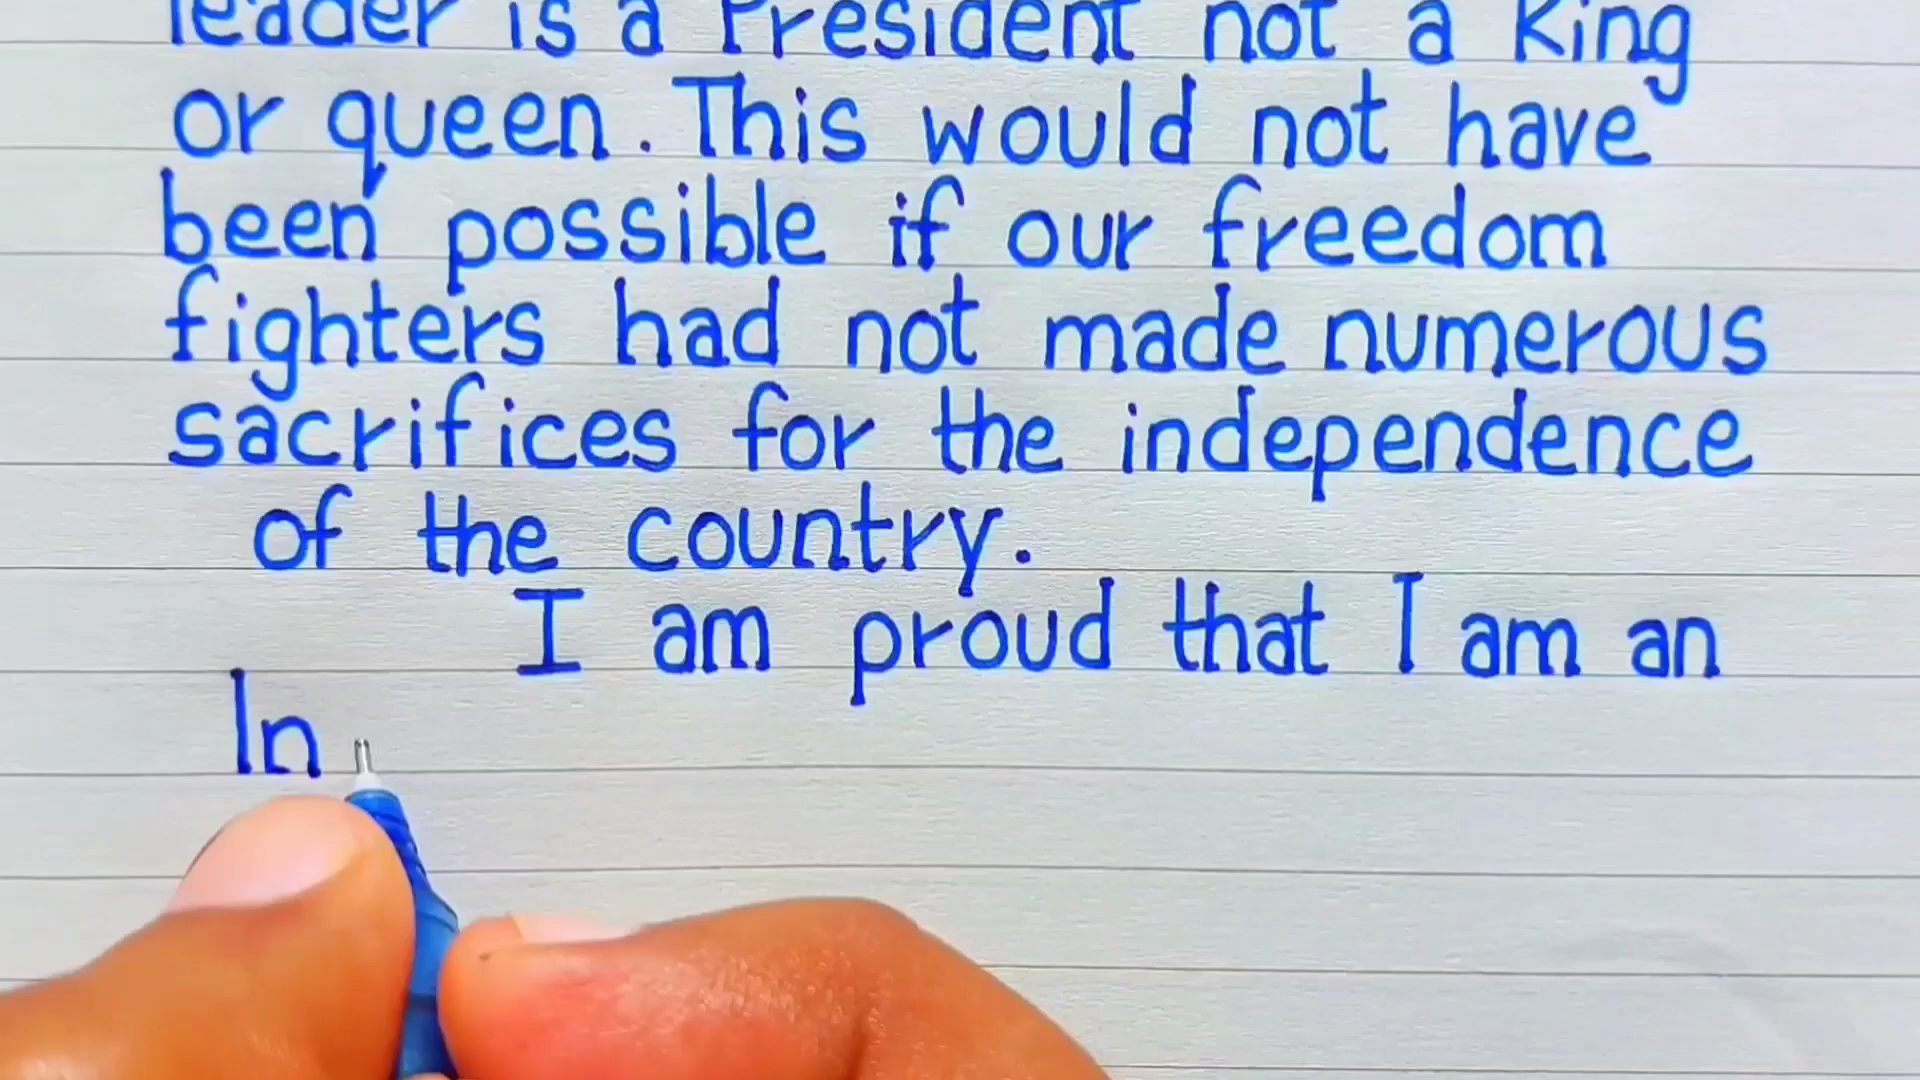 leader is a President not a King
or queen. This would not have
been possible if our freedom
fighters had not made numerous
sacrifices for the independence
of the country.
I am proud that I am an
In